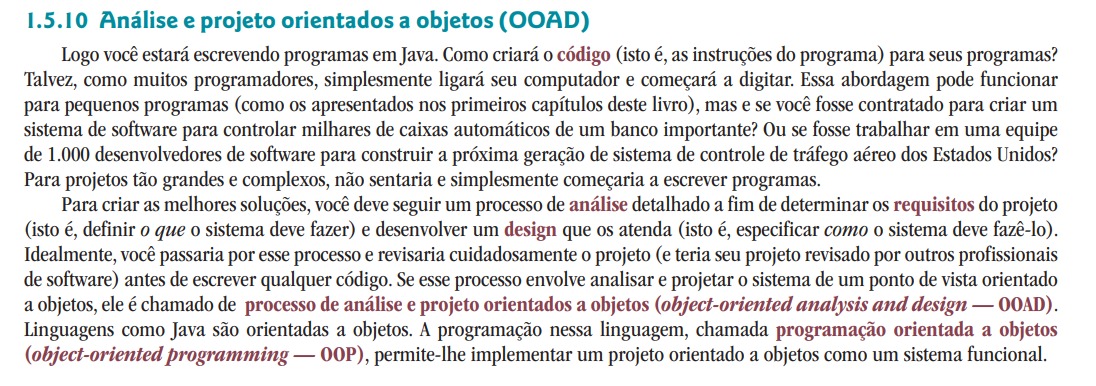 1.5.10 Análise e projeto orientados a objetos (OOAD)
Logo você estará escrevendo programas em Java. Como criará o código (isto é, as instruções do programa) para seus programas?
Talvez, como muitos programadores, simplesmente ligará seu computador e começará a digitar. Essa abordagem pode funcionar
para pequenos programas (como os apresentados nos primeiros capítulos deste livro), mas e se você fosse contratado para criar um
sistema de software para controlar milhares de caixas automáticos de um banco importante? Ou se fosse trabalhar em uma equipe
de 1.000 desenvolvedores de software para construir a próxima geração de sistema de controle de tráfego aéreo dos Estados Unidos?
Para projetos tão grandes e complexos, não sentaria e simplesmente começaria a escrever programas.
Para criar as melhores soluções, você deve seguir um processo de análise detalhado a fim de determinar os requisitos do projeto
(isto é, definir o que o sistema deve fazer) e desenvolver um design que os atenda (isto é, especificar como o sistema deve fazê-lo).
Idealmente, você passaria por esse processo e revisaria cuidadosamente o projeto (e teria seu projeto revisado por outros profissionais
de software) antes de escrever qualquer código. Se esse processo envolve analisar e projetar o sistema de um ponto de vista orientado
a objetos, ele é chamado de processo de análise e projeto orientados a objetos (object-oriented analysis and design — OOAD).
Linguagens como Java são orientadas a objetos. A programação nessa linguagem, chamada programação orientada a objetos
(object-oriented programming — OOP), permite-lhe implementar um projeto orientado a objetos como um sistema funcional.